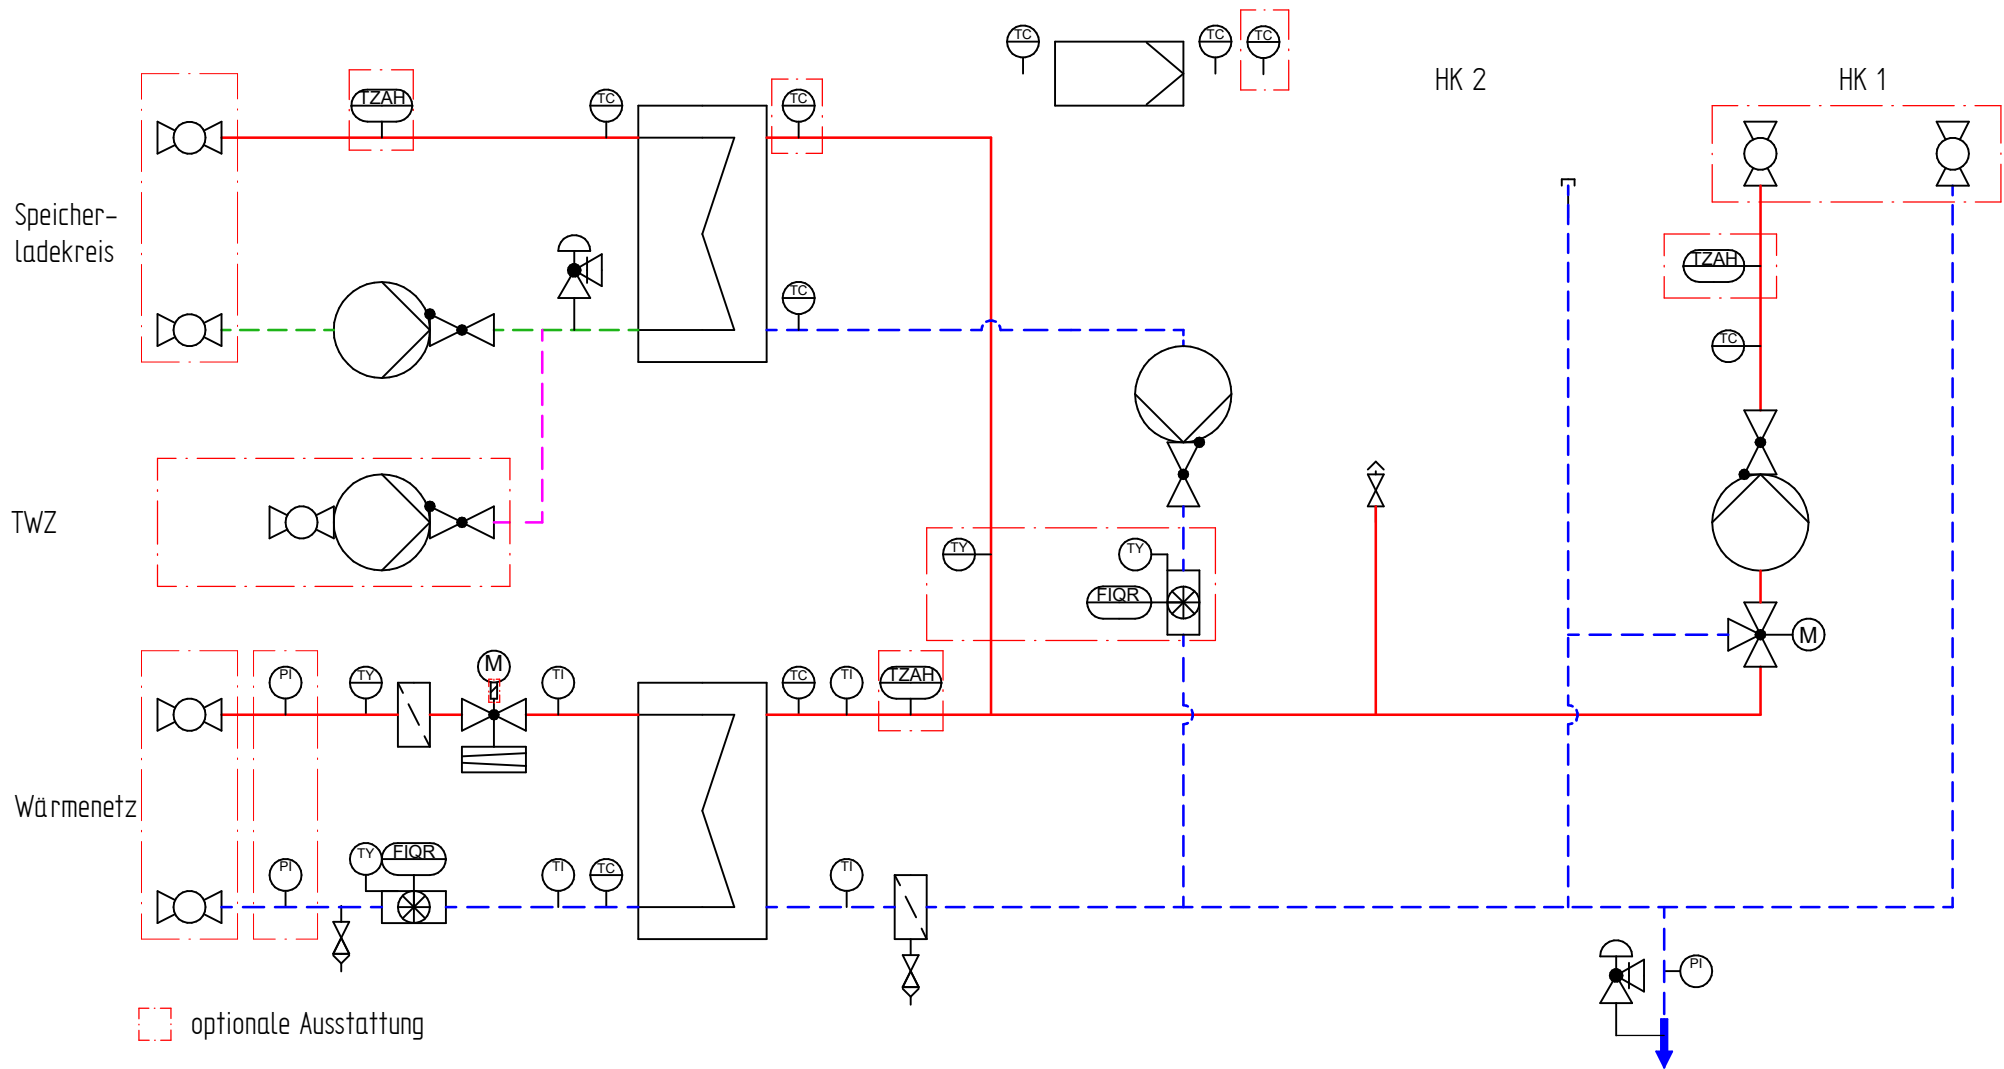 TC
TC
TC
HK 2
HK 1
TZAH
TC
TC
Speicher-
ladekreis
TZAH
TC
TC
TWZ
TY
TY
FIQR
M
PI
TY
M
TI
TC
TI
TZAH
Wärmenetz
PI
TY
FIQR
TI
TC
TI
PI
optionale Ausstattung